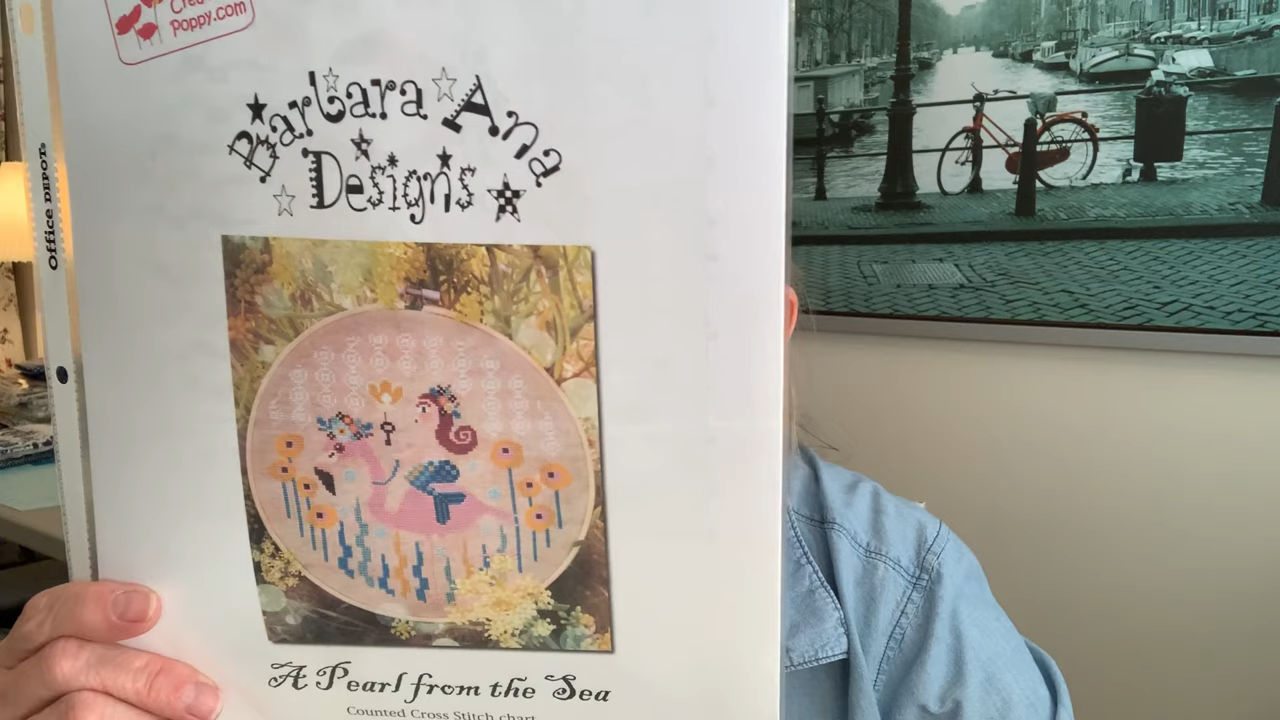 Poppy.com
Barbara Ana
Designs
Office DEPOT
A Pearl from the Sea
Counted Cross Stitch chart